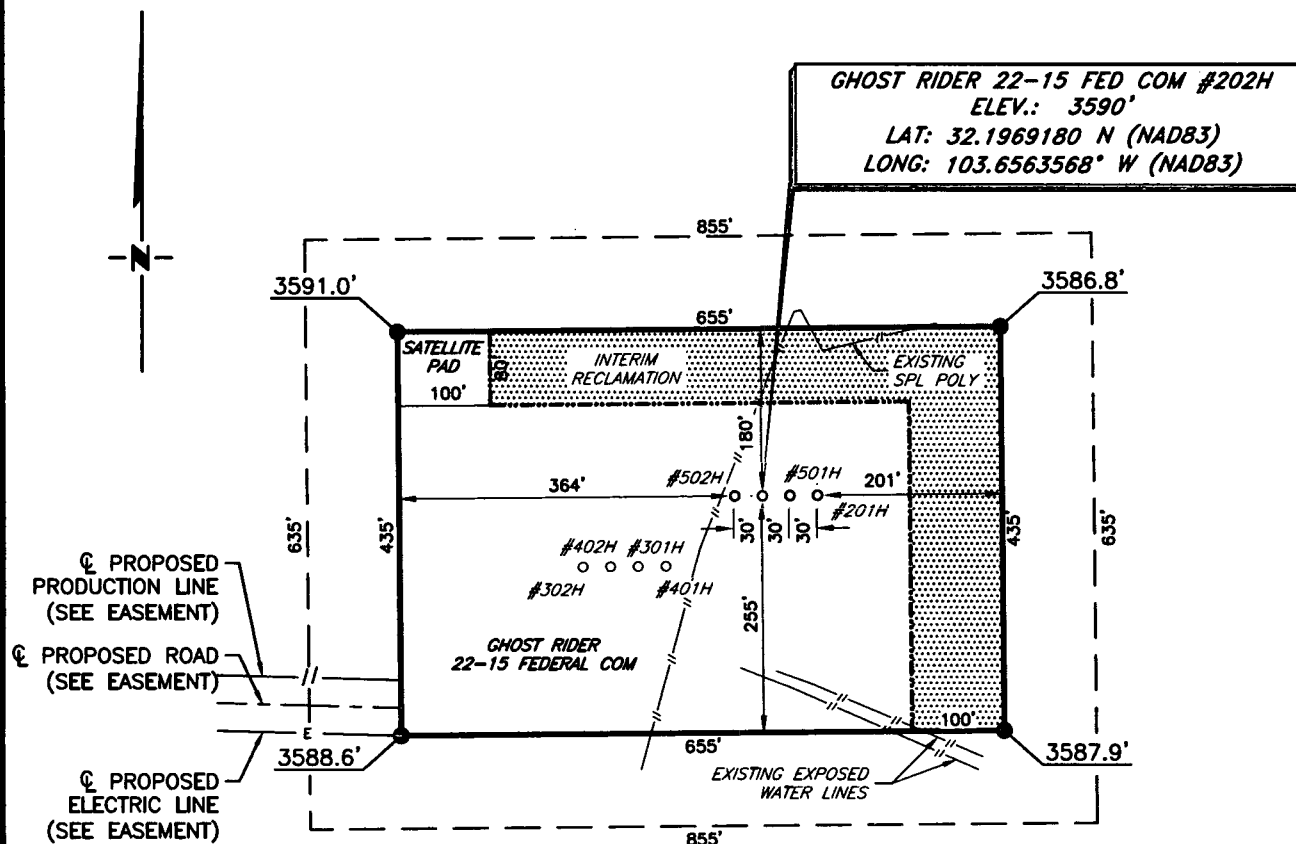 GHOST RIDER 22-15 FED COM #202H
ELEV.: 3590'
LAT: 32.1969180 N (NAD83)
LONG: 103.6563568° W (NAD83)
-N-
855'
3591.0'
3586.8'
655'
SATELLITE
PAD
100'
80'
INTERIM
RECLAMATION
EXISTING
SPL POLY
180'
364'
#502H
#501H
201'
#201H
30'
30'
30'
635'
435'
435'
635'
#402H
#301H
#302H
#401H
255'
GHOST RIDER
22-15 FEDERAL COM
℄ PROPOSED
PRODUCTION LINE
(SEE EASEMENT)
℄ PROPOSED ROAD
(SEE EASEMENT)
E
100'
3588.6'
655'
3587.9'
EXISTING EXPOSED
WATER LINES
℄ PROPOSED
ELECTRIC LINE
(SEE EASEMENT)
855'